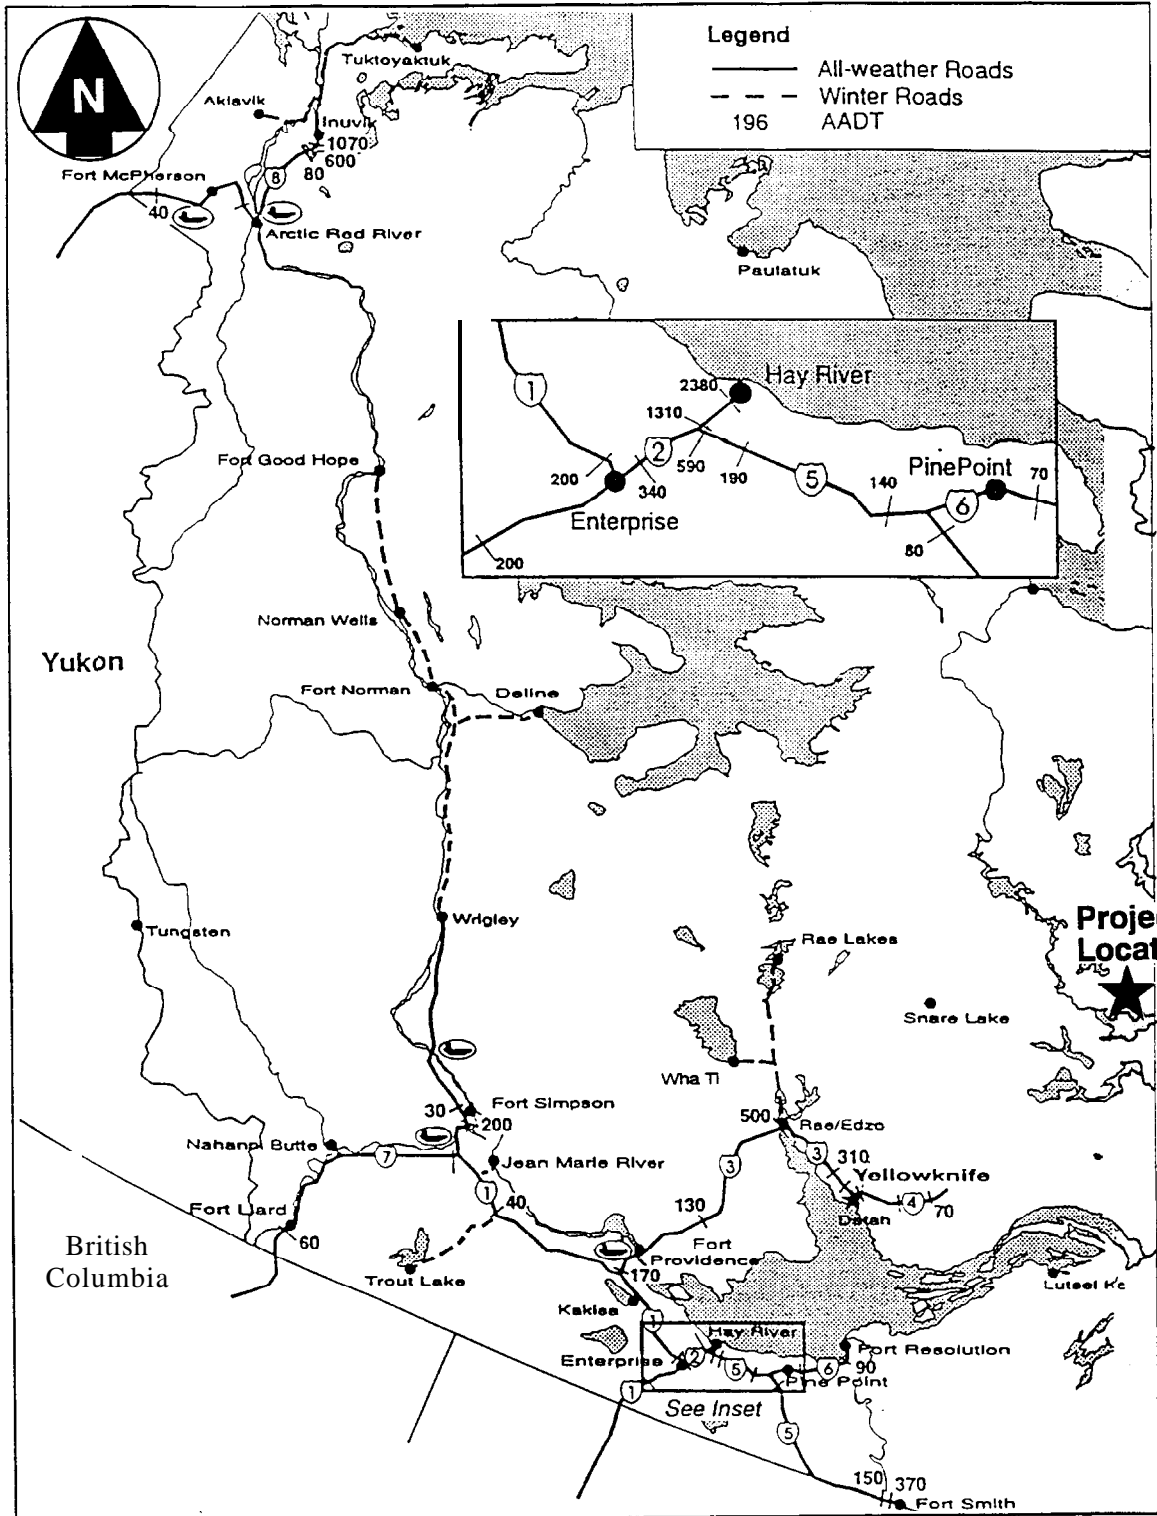 N
Legend
All-weather Roads
Winter Roads
196 AADT
Tuktoyaktuk
Aklavik
Inuvik
1070
600
80
8
Fort McPherson
40
Arctic Red River
Paulatuk
Hay River
2380
1
1310
2
590
190
5
PinePoint
70
200
340
140
6
Enterprise
80
200
Fort Good Hope
Norman Wells
Yukon
Fort Norman
Deline
Wrigley
Tungsten
Rae Lakes
Proje
Locat
Snare Lake
Wha Ti
Fort Simpson
30
200
500
Rae/Edzo
Nahanni Butte
7
Jean Marie River
3
3
310
Yellowknife
1
40
4
70
Detah
Fort Liard
60
130
British
Columbia
Fort
Providence
Trout Lake
170
Lutsel K'e
Kakisa
1
Hay River
Enterprise
2
5
Fort Resolution
6
90
Pine Point
1
See Inset
5
150
370
Fort Smith